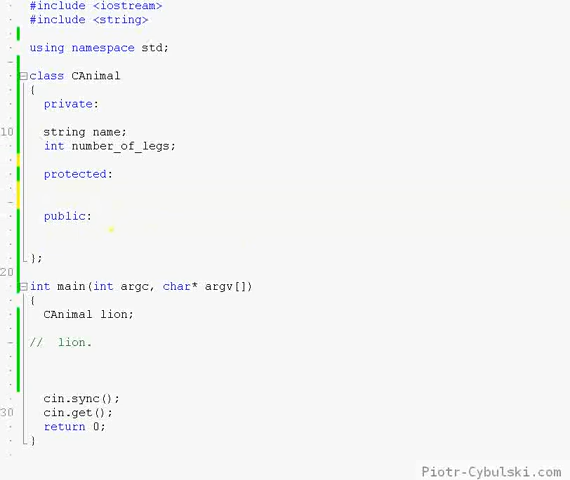 #include <iostream>
#include <string>
using namespace std;
class CAnimal
{
private:
10
string name;
int number_of_legs;
protected:
public:
};
20
int main(int argc, char* argv[])
{
CAnimal lion;
// lion.
cin.sync();
30
cin.get();
return 0;
}
Piotr-Cybulski.com